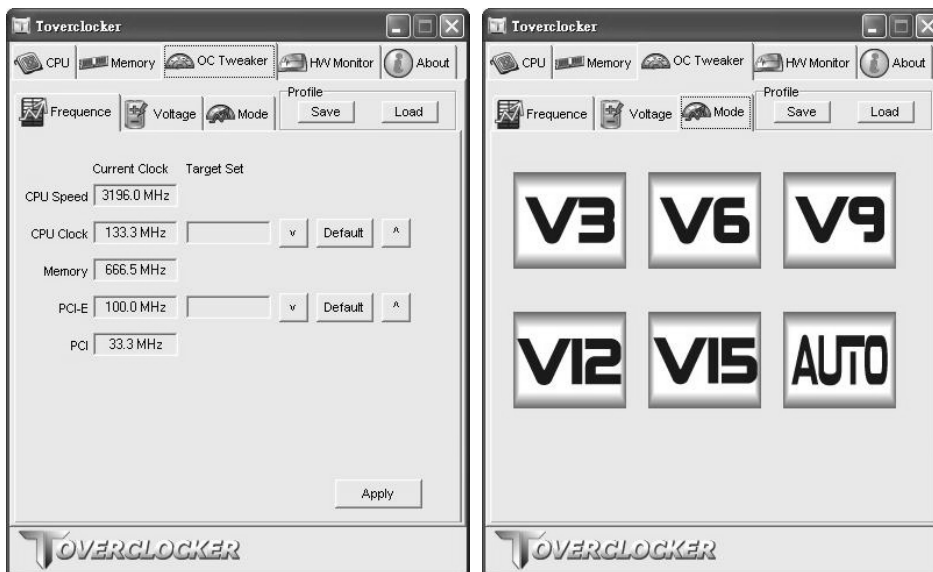 Toverclocker
CPU Memory OC Tweaker H/W Monitor About
Profile
Frequence Voltage Mode Save Load
Current Clock Target Set
CPU Speed 3196.0 MHz
CPU Clock 133.3 MHz v Default ^
Memory 666.5 MHz
PCI-E 100.0 MHz v Default ^
PCI 33.3 MHz
Apply
TOVERCLOCKER
Toverclocker
CPU Memory OC Tweaker H/W Monitor About
Profile
Frequence Voltage Mode Save Load
V3 V6 V9
V12 V15 AUTO
TOVERCLOCKER